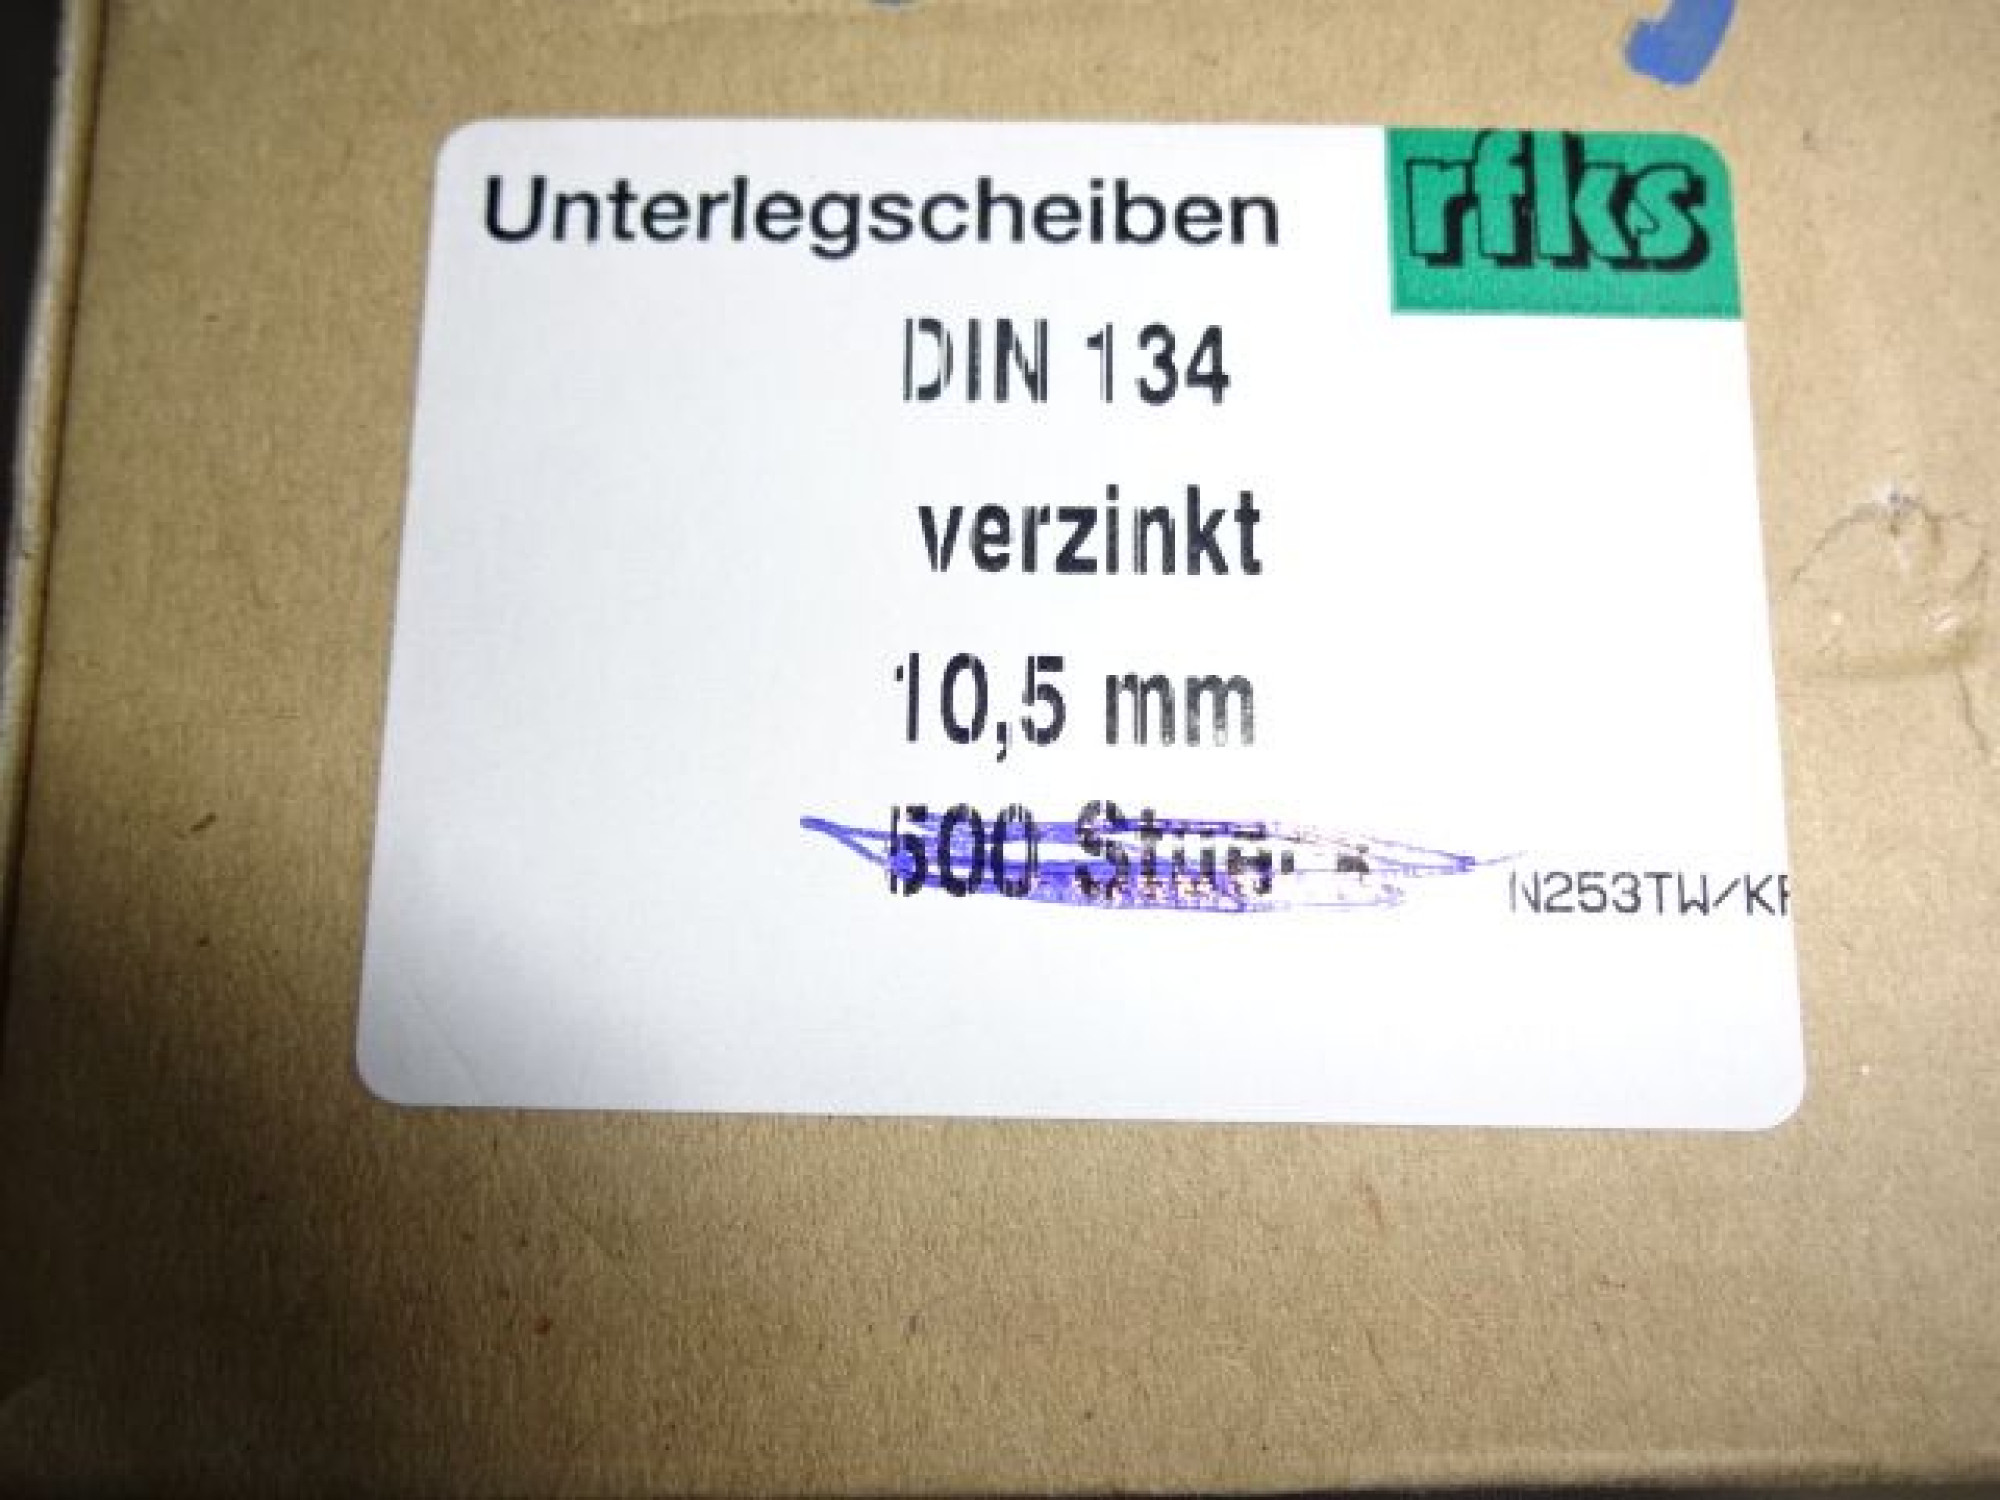 Unterlegscheiben
rfks
DIN 134
verzinkt
10,5 mm
500
N253TW/K